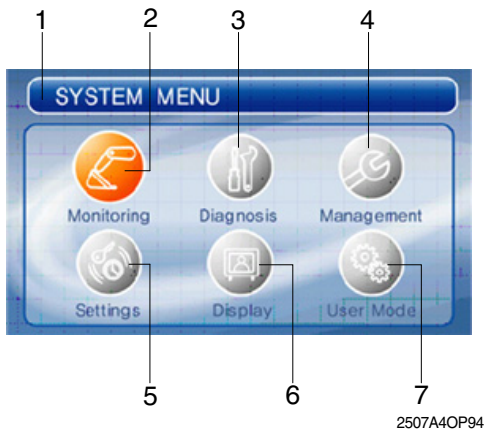 1 2 3 4
SYSTEM MENU
Monitoring Diagnosis Management
Settings Display User Mode
5 6 7
2507A4OP94